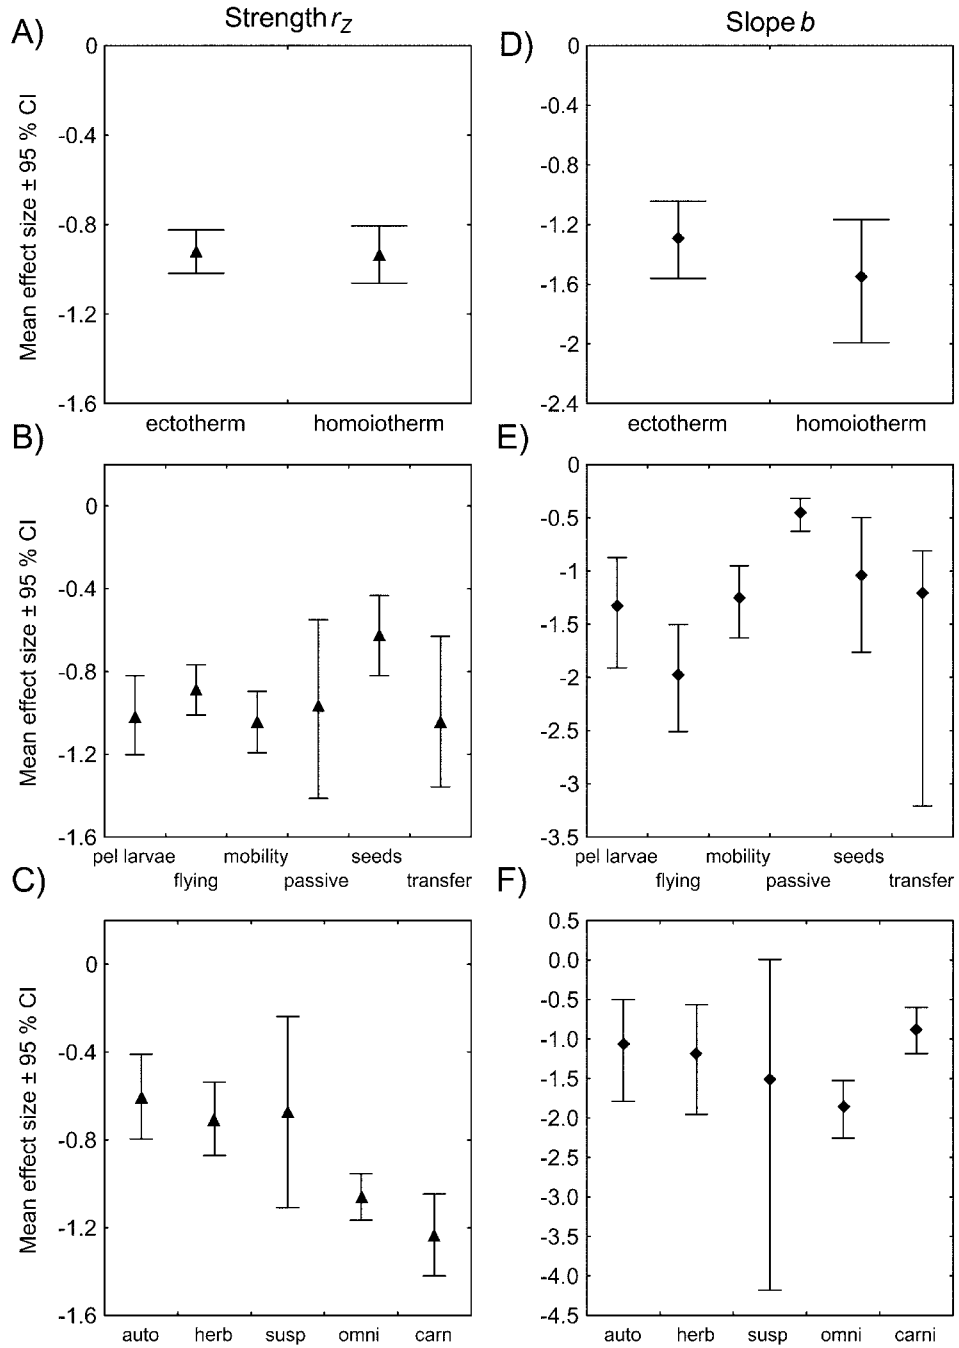 Strength rz
Slope b
A)
Mean effect size ± 95 % CI
0
-0.4
-0.8
-1.2
-1.6
ectotherm
homoiotherm
D)
0
-0.4
-0.8
-1.2
-1.6
-2
-2.4
ectotherm
homoiotherm
B)
Mean effect size ± 95 % CI
0
-0.4
-0.8
-1.2
-1.6
pel larvae
mobility
seeds
flying
passive
transfer
E)
0
-0.5
-1
-1.5
-2
-2.5
-3
-3.5
pel larvae
mobility
seeds
flying
passive
transfer
C)
Mean effect size ± 95 % CI
0
-0.4
-0.8
-1.2
-1.6
auto
herb
susp
omni
carn
F)
0.5
0.0
-0.5
-1.0
-1.5
-2.0
-2.5
-3.0
-3.5
-4.0
-4.5
auto
herb
susp
omni
carni